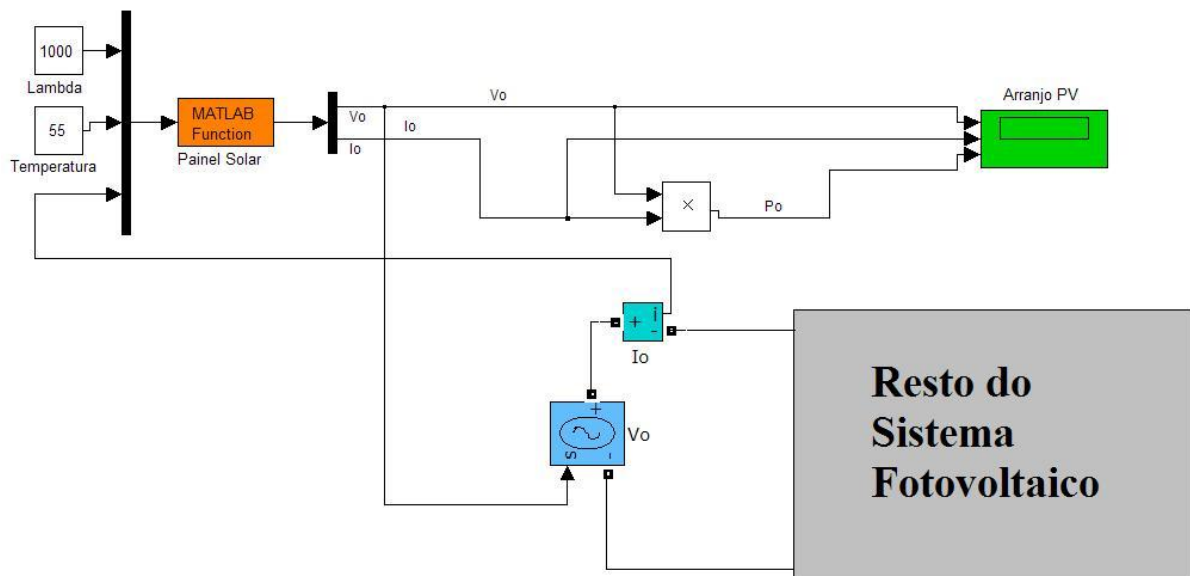 1000
Lambda
55
Temperatura
MATLAB
Function
Painel Solar
Vo
Io
Vo
Io
×
Po
Arranjo PV
+ i
-
Io
+
s -
Vo
Resto do
Sistema
Fotovoltaico